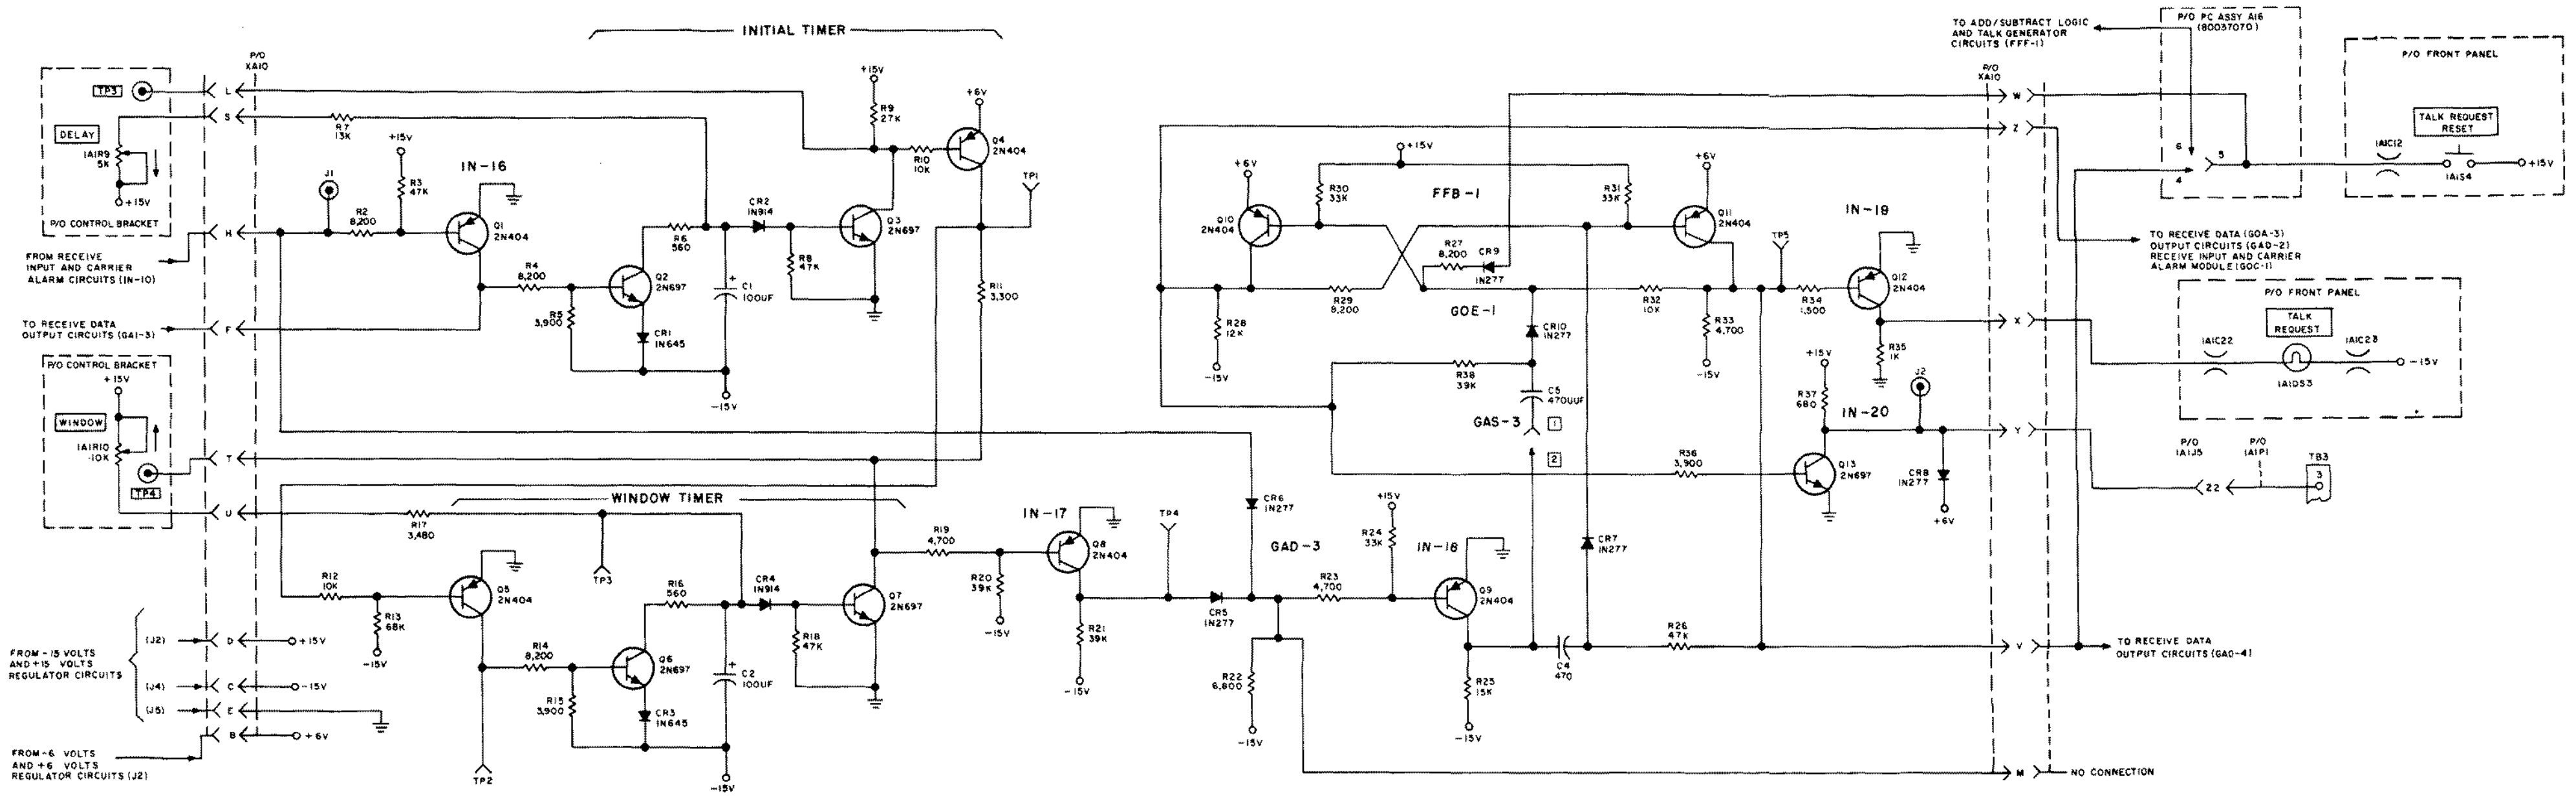 INITIAL TIMER
P/O
XA10
TP3
L
S
DELAY
1A1R9
5K
+15V
P/O CONTROL BRACKET
R7
13K
+15V
R3
47K
J1
R2
8,200
IN-16
Q1
2N404
H
FROM RECEIVE
INPUT AND CARRIER
ALARM CIRCUITS (IN-10)
TO RECEIVE DATA
OUTPUT CIRCUITS (GAI-3)
F
R4
8,200
R5
3,900
Q2
2N697
CR1
1N645
R6
560
C1
100UF
+
-15V
CR2
1N914
R8
47K
Q3
2N697
+15V
R9
27K
R10
10K
+6V
Q4
2N404
TP1
R11
3,300
P/O CONTROL BRACKET
+15V
WINDOW
1A1R10
10K
TP4
T
U
R17
3,480
WINDOW TIMER
TP3
R12
10K
R13
68K
-15V
Q5
2N404
TP2
R14
8,200
R15
3,900
Q6
2N697
CR3
1N645
R16
560
C2
100UF
+
-15V
CR4
1N914
R18
47K
Q7
2N697
R19
4,700
R20
39K
-15V
IN-17
Q8
2N404
R21
39K
-15V
TP4
CR5
1N277
CR6
1N277
GAD-3
R22
6,800
-15V
R23
4,700
+15V
R24
33K
IN-18
Q9
2N404
R25
15K
-15V
C4
470
CR7
1N277
R26
47K
FROM -15 VOLTS
AND +15 VOLTS
REGULATOR CIRCUITS
(J2)
D
+15V
(J4)
C
-15V
(J5)
E
B
+6V
FROM -6 VOLTS
AND +6 VOLTS
REGULATOR CIRCUITS (J2)
+6V
Q10
2N404
R28
12K
-15V
R30
33K
+15V
FFB-1
R31
33K
+6V
Q11
2N404
R27
8,200
CR9
1N277
R29
8,200
GOE-1
CR10
1N277
R38
39K
C5
470UUF
GAS-3
1
2
R32
10K
R33
4,700
-15V
TP5
R34
1,500
IN-19
Q12
2N404
R35
1K
+15V
R37
680
IN-20
J2
R36
3,900
Q13
2N697
CR8
1N277
+6V
P/O
XA10
W
Z
X
Y
V
M
NO CONNECTION
TO ADD/SUBTRACT LOGIC
AND TALK GENERATOR
CIRCUITS (FFF-1)
P/O PC ASSY A16
(80037070)
6
5
4
P/O FRONT PANEL
TALK REQUEST
RESET
1A1C12
1A1S4
+15V
TO RECEIVE DATA (GOA-3)
OUTPUT CIRCUITS (GAD-2)
RECEIVE INPUT AND CARRIER
ALARM MODULE (GOC-1)
P/O FRONT PANEL
TALK
REQUEST
1A1C22
1A1DS3
1A1C23
-15V
P/O
1A1J5
P/O
1A1P1
22
TB3
3
TO RECEIVE DATA
OUTPUT CIRCUITS (GAO-4)